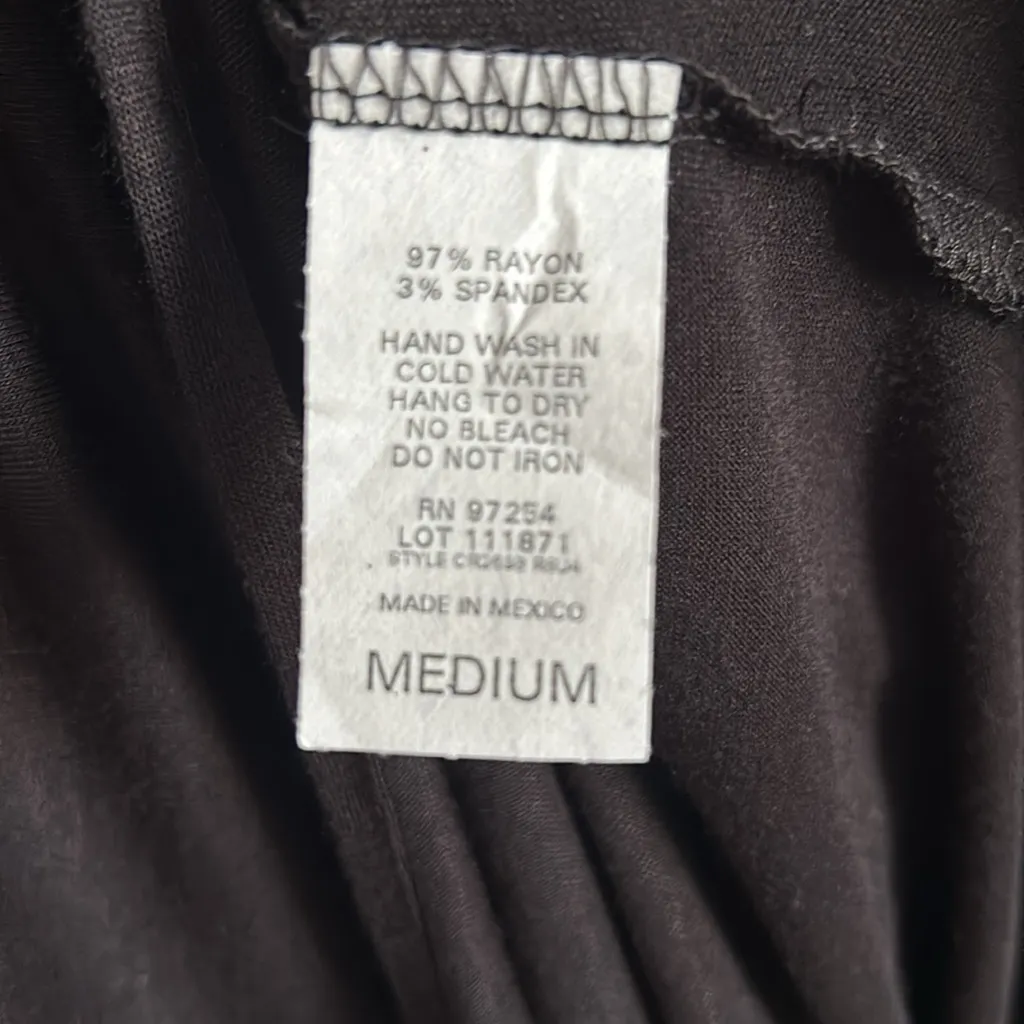 97% RAYON
3% SPANDEX
HAND WASH IN
COLD WATER
HANG TO DRY
NO BLEACH
DO NOT IRON
RN 97254
LOT 111871
STYLE
MADE IN MEXICO
MEDIUM